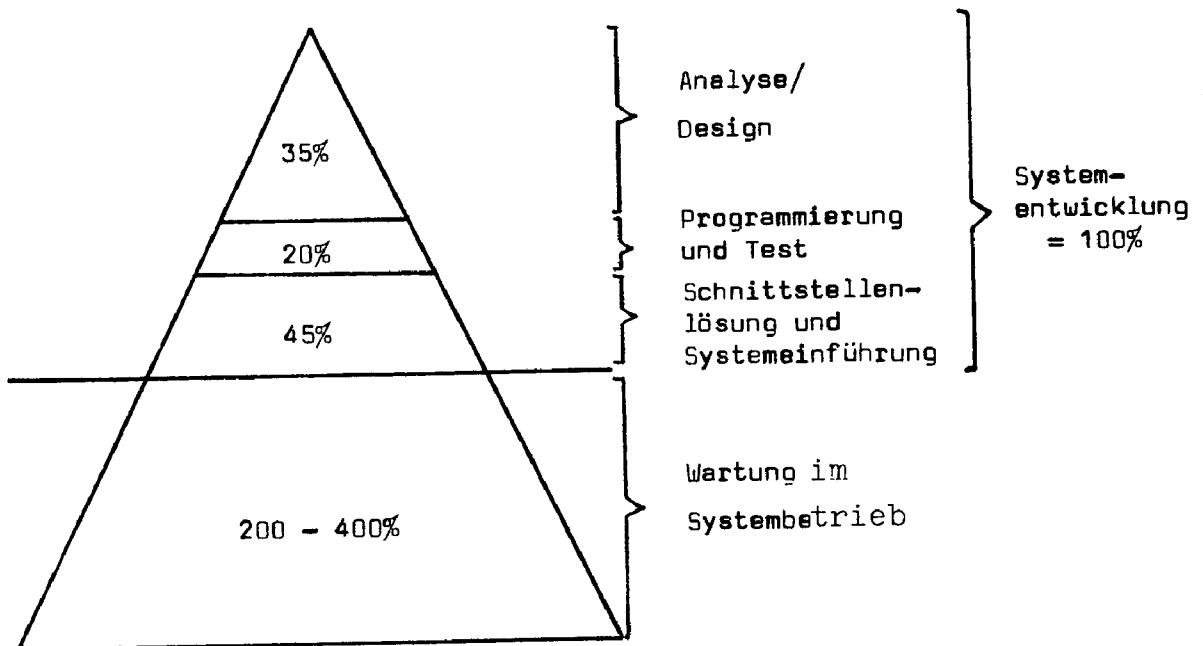 35%
Analyse/
Design
20%
Programmierung
und Test
45%
Schnittstellen-
lösung und
Systemeinführung
System-
entwicklung
= 100%
200 - 400%
Wartung im
Systembetrieb